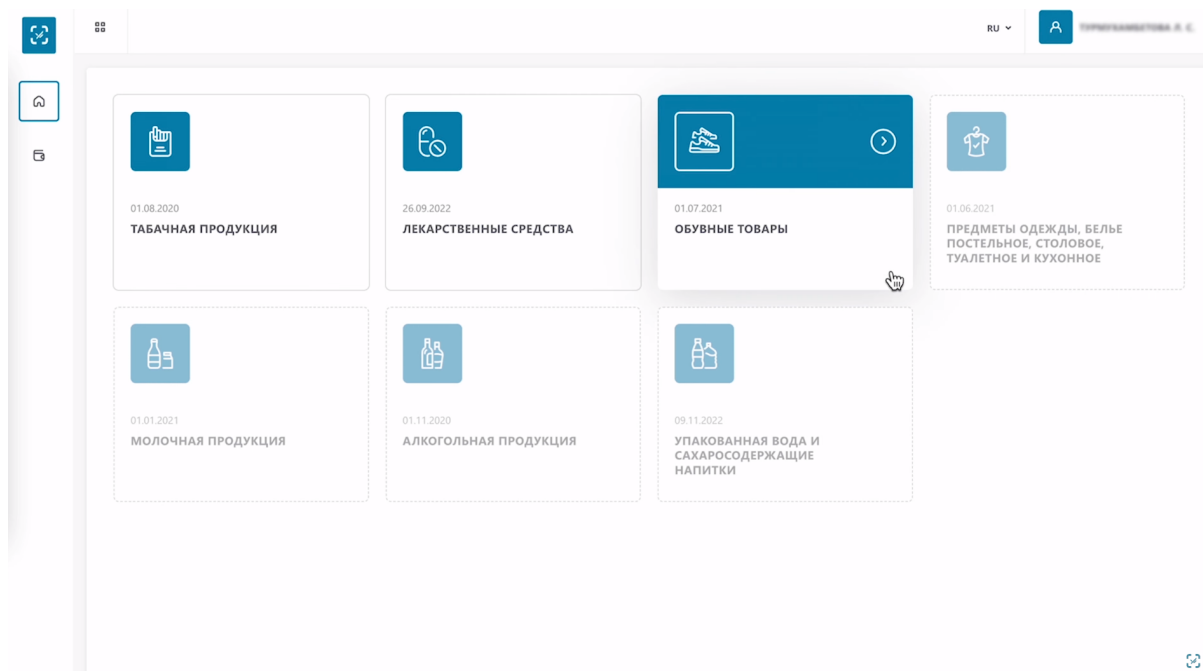 RU
01.08.2020
ТАБАЧНАЯ ПРОДУКЦИЯ
26.09.2022
ЛЕКАРСТВЕННЫЕ СРЕДСТВА
01.07.2021
ОБУВНЫЕ ТОВАРЫ
01.06.2021
ПРЕДМЕТЫ ОДЕЖДЫ, БЕЛЬЕ
ПОСТЕЛЬНОЕ, СТОЛОВОЕ,
ТУАЛЕТНОЕ И КУХОННОЕ
01.01.2021
МОЛОЧНАЯ ПРОДУКЦИЯ
01.11.2020
АЛКОГОЛЬНАЯ ПРОДУКЦИЯ
09.11.2022
УПАКОВАННАЯ ВОДА И
САХАРОСОДЕРЖАЩИЕ
НАПИТКИ